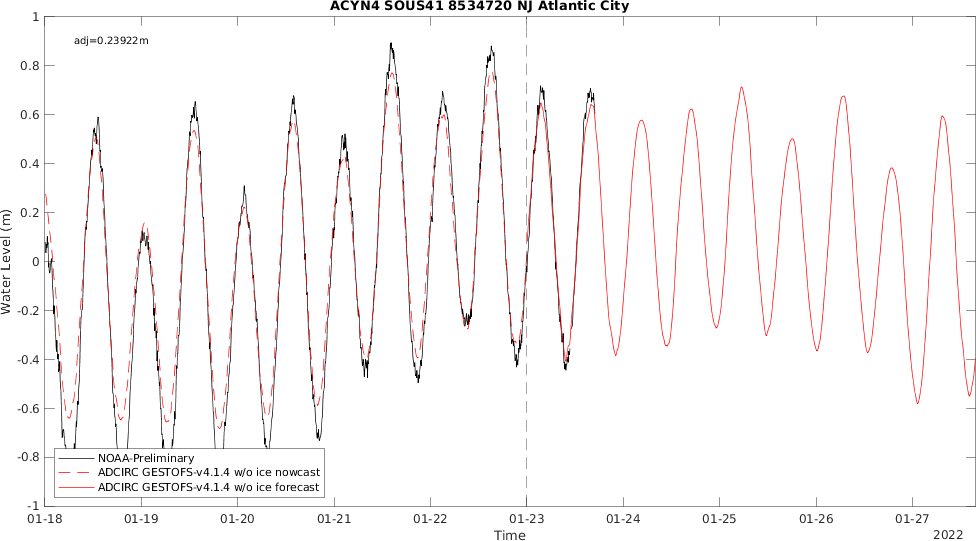 ACYN4 SOUS41 8534720 NJ Atlantic City
adj=0.23922m
1
0.8
0.6
0.4
0.2
0
-0.2
-0.4
-0.6
-0.8
-1
Water Level (m)
NOAA-Preliminary
ADCIRC GESTOFS-v4.1.4 w/o ice nowcast
ADCIRC GESTOFS-v4.1.4 w/o ice forecast
01-18 01-19 01-20 01-21 01-22 01-23 01-24 01-25 01-26 01-27
Time
2022